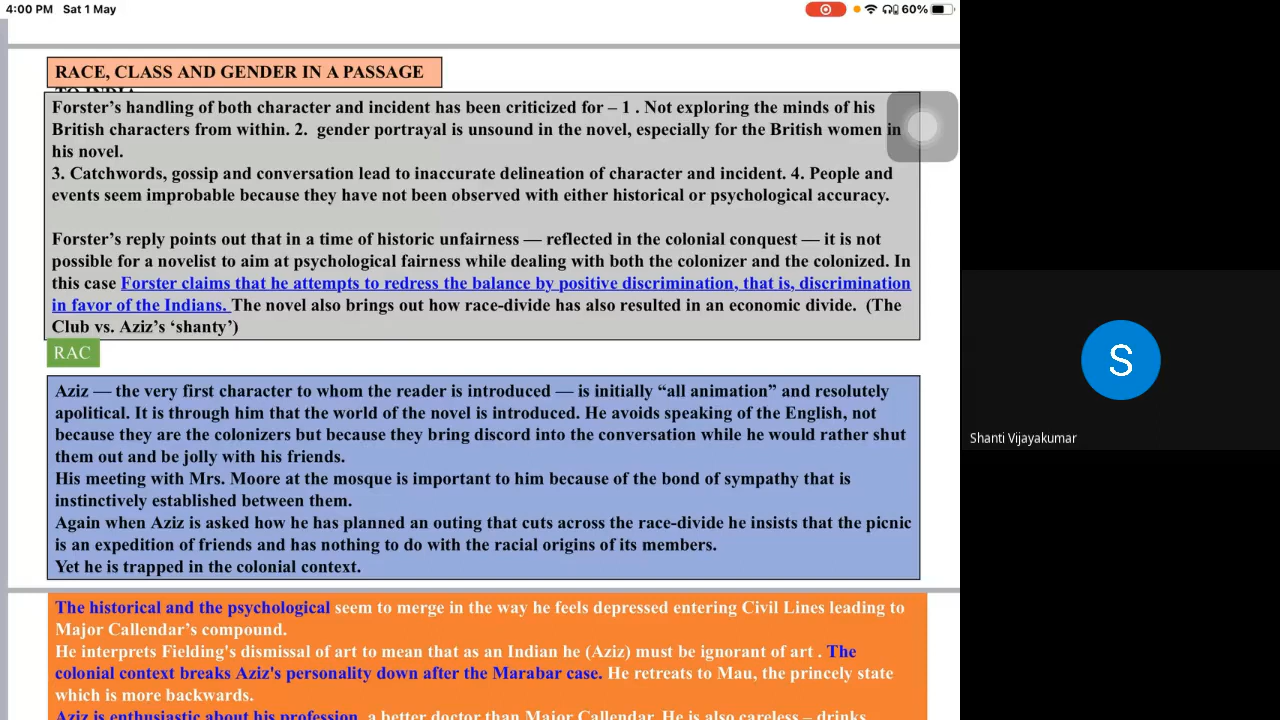 4:00 PM Sat 1 May
60%
RACE, CLASS AND GENDER IN A PASSAGE
TO INDIA
Forster’s handling of both character and incident has been criticized for – 1 . Not exploring the minds of his
British characters from within. 2. gender portrayal is unsound in the novel, especially for the British women in
his novel.
3. Catchwords, gossip and conversation lead to inaccurate delineation of character and incident. 4. People and
events seem improbable because they have not been observed with either historical or psychological accuracy.
Forster’s reply points out that in a time of historic unfairness — reflected in the colonial conquest — it is not
possible for a novelist to aim at psychological fairness while dealing with both the colonizer and the colonized. In
this case Forster claims that he attempts to redress the balance by positive discrimination, that is, discrimination
in favor of the Indians. The novel also brings out how race-divide has also resulted in an economic divide. (The
Club vs. Aziz’s ‘shanty’)
RAC
Aziz — the very first character to whom the reader is introduced — is initially “all animation” and resolutely
apolitical. It is through him that the world of the novel is introduced. He avoids speaking of the English, not
because they are the colonizers but because they bring discord into the conversation while he would rather shut
them out and be jolly with his friends.
His meeting with Mrs. Moore at the mosque is important to him because of the bond of sympathy that is
instinctively established between them.
Again when Aziz is asked how he has planned an outing that cuts across the race-divide he insists that the picnic
is an expedition of friends and has nothing to do with the racial origins of its members.
Yet he is trapped in the colonial context.
The historical and the psychological seem to merge in the way he feels depressed entering Civil Lines leading to
Major Callendar’s compound.
He interprets Fielding's dismissal of art to mean that as an Indian he (Aziz) must be ignorant of art . The
colonial context breaks Aziz's personality down after the Marabar case. He retreats to Mau, the princely state
which is more backwards.
Aziz is enthusiastic about his profession, a better doctor than Major Callendar. He is also careless – drinks
S
Shanti Vijayakumar